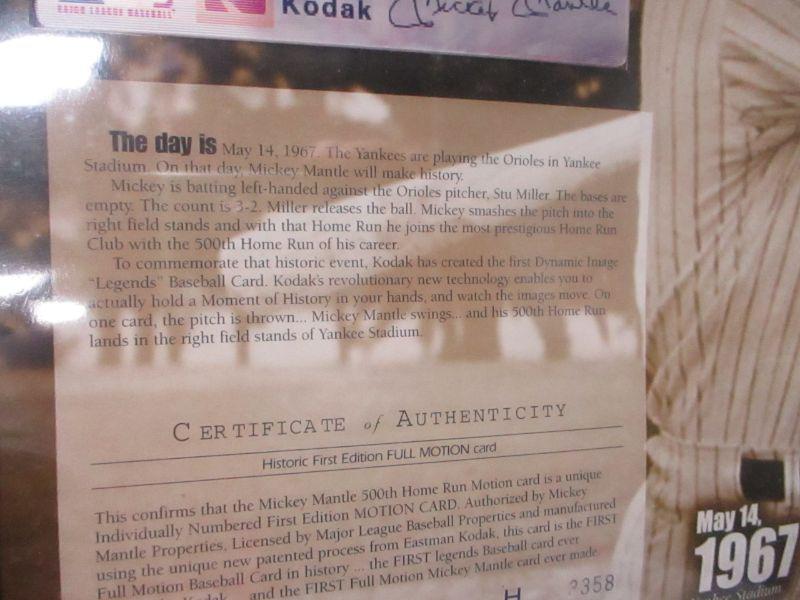 MAJOR LEAGUE BASEBALL
Kodak Mickey Mantle
The day is May 14, 1967. The Yankees are playing the Orioles in Yankee
Stadium. On that day, Mickey Mantle will make history.
Mickey is batting left-handed against the Orioles pitcher, Stu Miller. The bases are
empty. The count is 3-2. Miller releases the ball. Mickey smashes the pitch into the
right field stands and with that Home Run he joins the most prestigious Home Run
Club with the 500th Home Run of his career.
To commemorate that historic event, Kodak has created the first Dynamic Image
"Legends" Baseball Card. Kodak's revolutionary new technology enables you to
actually hold a Moment of History in your hands, and watch the images move. On
one card, the pitch is thrown... Mickey Mantle swings... and his 500th Home Run
lands in the right field stands of Yankee Stadium.
CERTIFICATE of AUTHENTICITY
Historic First Edition FULL MOTION card
This confirms that the Mickey Mantle 500th Home Run Motion card is a unique
Individually Numbered First Edition MOTION CARD. Authorized by Mickey
Mantle Properties, Licensed by Major League Baseball Properties and manufactured
using the unique new patented process from Eastman Kodak, this card is the FIRST
Full Motion Baseball Card in history ... the FIRST legends Baseball card ever
Kodak ... and the FIRST Full Motion Mickey Mantle card ever made.
H 358
May 14,
1967
Yankee Stadium